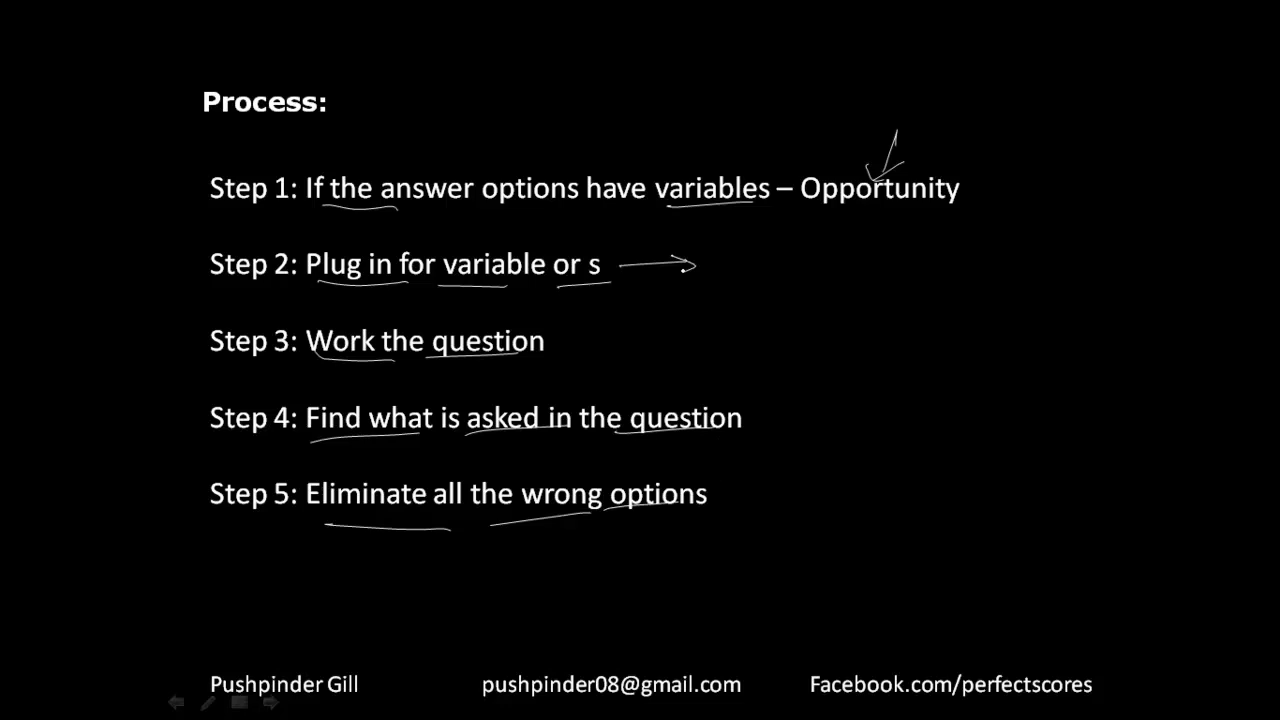 Process:
Step 1: If the answer options have variables – Opportunity
Step 2: Plug in for variable or s
Step 3: Work the question
Step 4: Find what is asked in the question
Step 5: Eliminate all the wrong options
Pushpinder Gill pushpinder08@gmail.com Facebook.com/perfectscores